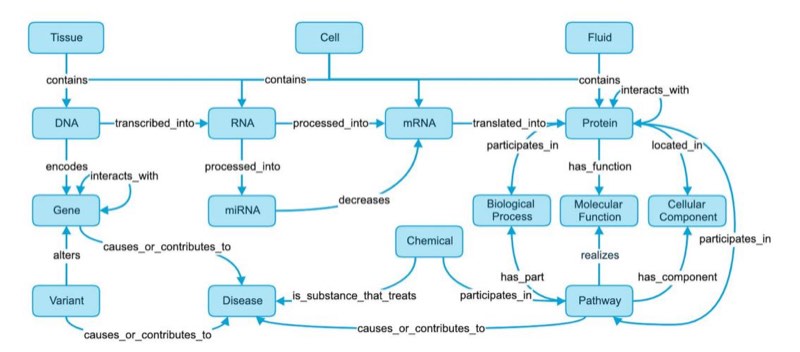 Tissue
Cell
Fluid
contains
contains
contains
interacts_with
DNA
transcribed_into
RNA
processed_into
mRNA
translated_into
Protein
participates_in
located_in
encodes
interacts_with
processed_into
has_function
Gene
miRNA
decreases
Biological
Process
Molecular
Function
Cellular
Component
causes_or_contributes_to
Chemical
participates_in
alters
realizes
has_part
has_component
Variant
Disease
is_substance_that_treats
participates_in
Pathway
causes_or_contributes_to
causes_or_contributes_to